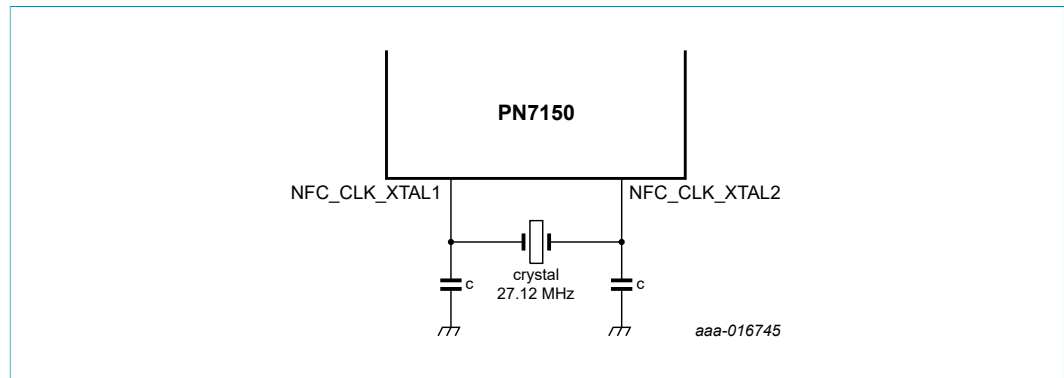 PN7150
NFC_CLK_XTAL1
NFC_CLK_XTAL2
crystal
27.12 MHz
c
c
aaa-016745